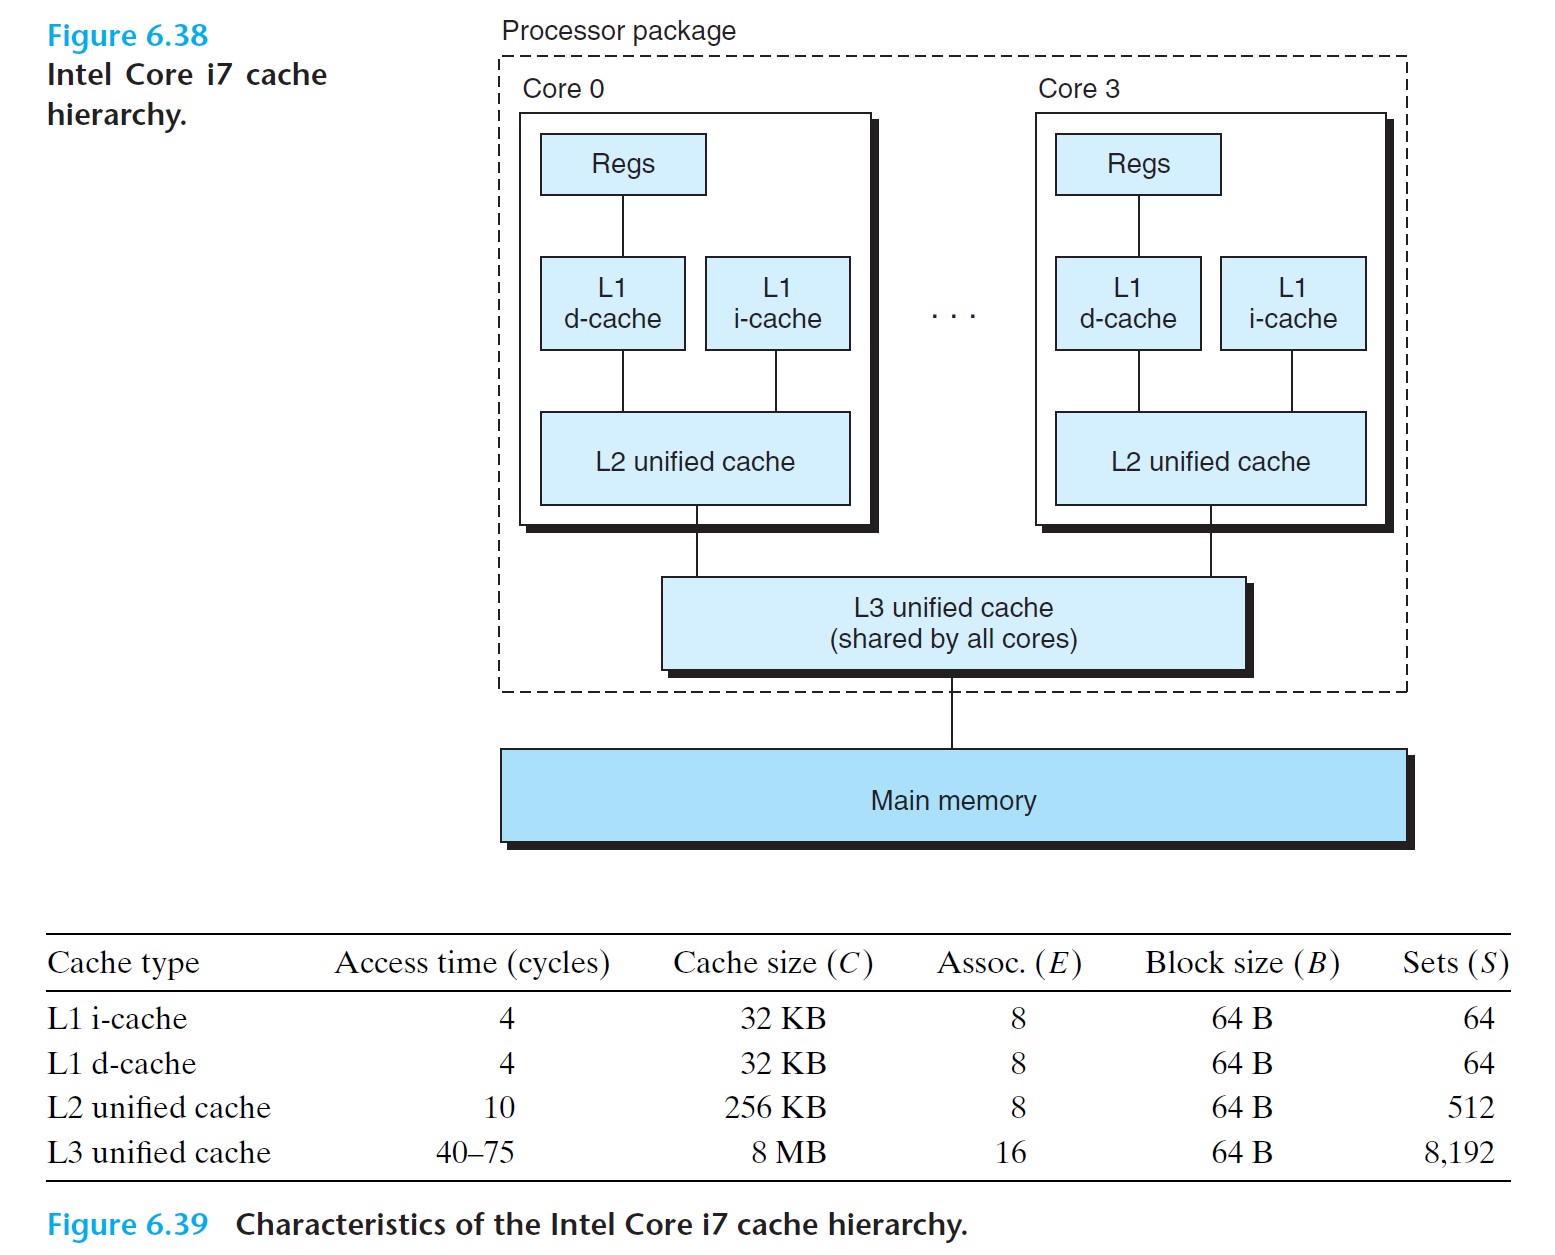 Figure 6.38
Intel Core i7 cache
hierarchy.
Processor package
Core 0
Core 3
Regs
Regs
L1
d-cache
L1
i-cache
. . .
L1
d-cache
L1
i-cache
L2 unified cache
L2 unified cache
L3 unified cache
(shared by all cores)
Main memory
Cache type Access time (cycles) Cache size (C) Assoc. (E) Block size (B) Sets (S)
L1 i-cache 4 32 KB 8 64 B 64
L1 d-cache 4 32 KB 8 64 B 64
L2 unified cache 10 256 KB 8 64 B 512
L3 unified cache 40–75 8 MB 16 64 B 8,192
Figure 6.39 Characteristics of the Intel Core i7 cache hierarchy.